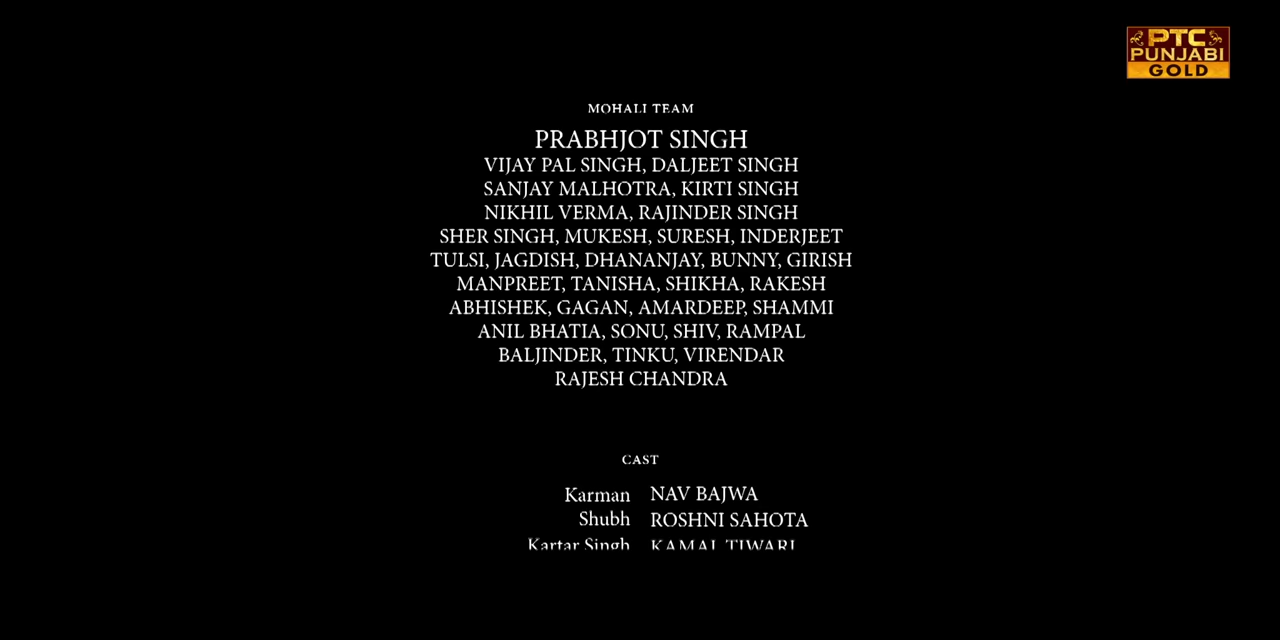 PTC
PUNJABI
GOLD
MOHALI TEAM
PRABHJOT SINGH
VIJAY PAL SINGH, DALJEET SINGH
SANJAY MALHOTRA, KIRTI SINGH
NIKHIL VERMA, RAJINDER SINGH
SHER SINGH, MUKESH, SURESH, INDERJEET
TULSI, JAGDISH, DHANANJAY, BUNNY, GIRISH
MANPREET, TANISHA, SHIKHA, RAKESH
ABHISHEK, GAGAN, AMARDEEP, SHAMMI
ANIL BHATIA, SONU, SHIV, RAMPAL
BALJINDER, TINKU, VIRENDAR
RAJESH CHANDRA
CAST
Karman NAV BAJWA
Shubh ROSHNI SAHOTA
Kartar Singh KAMAL TIWARI